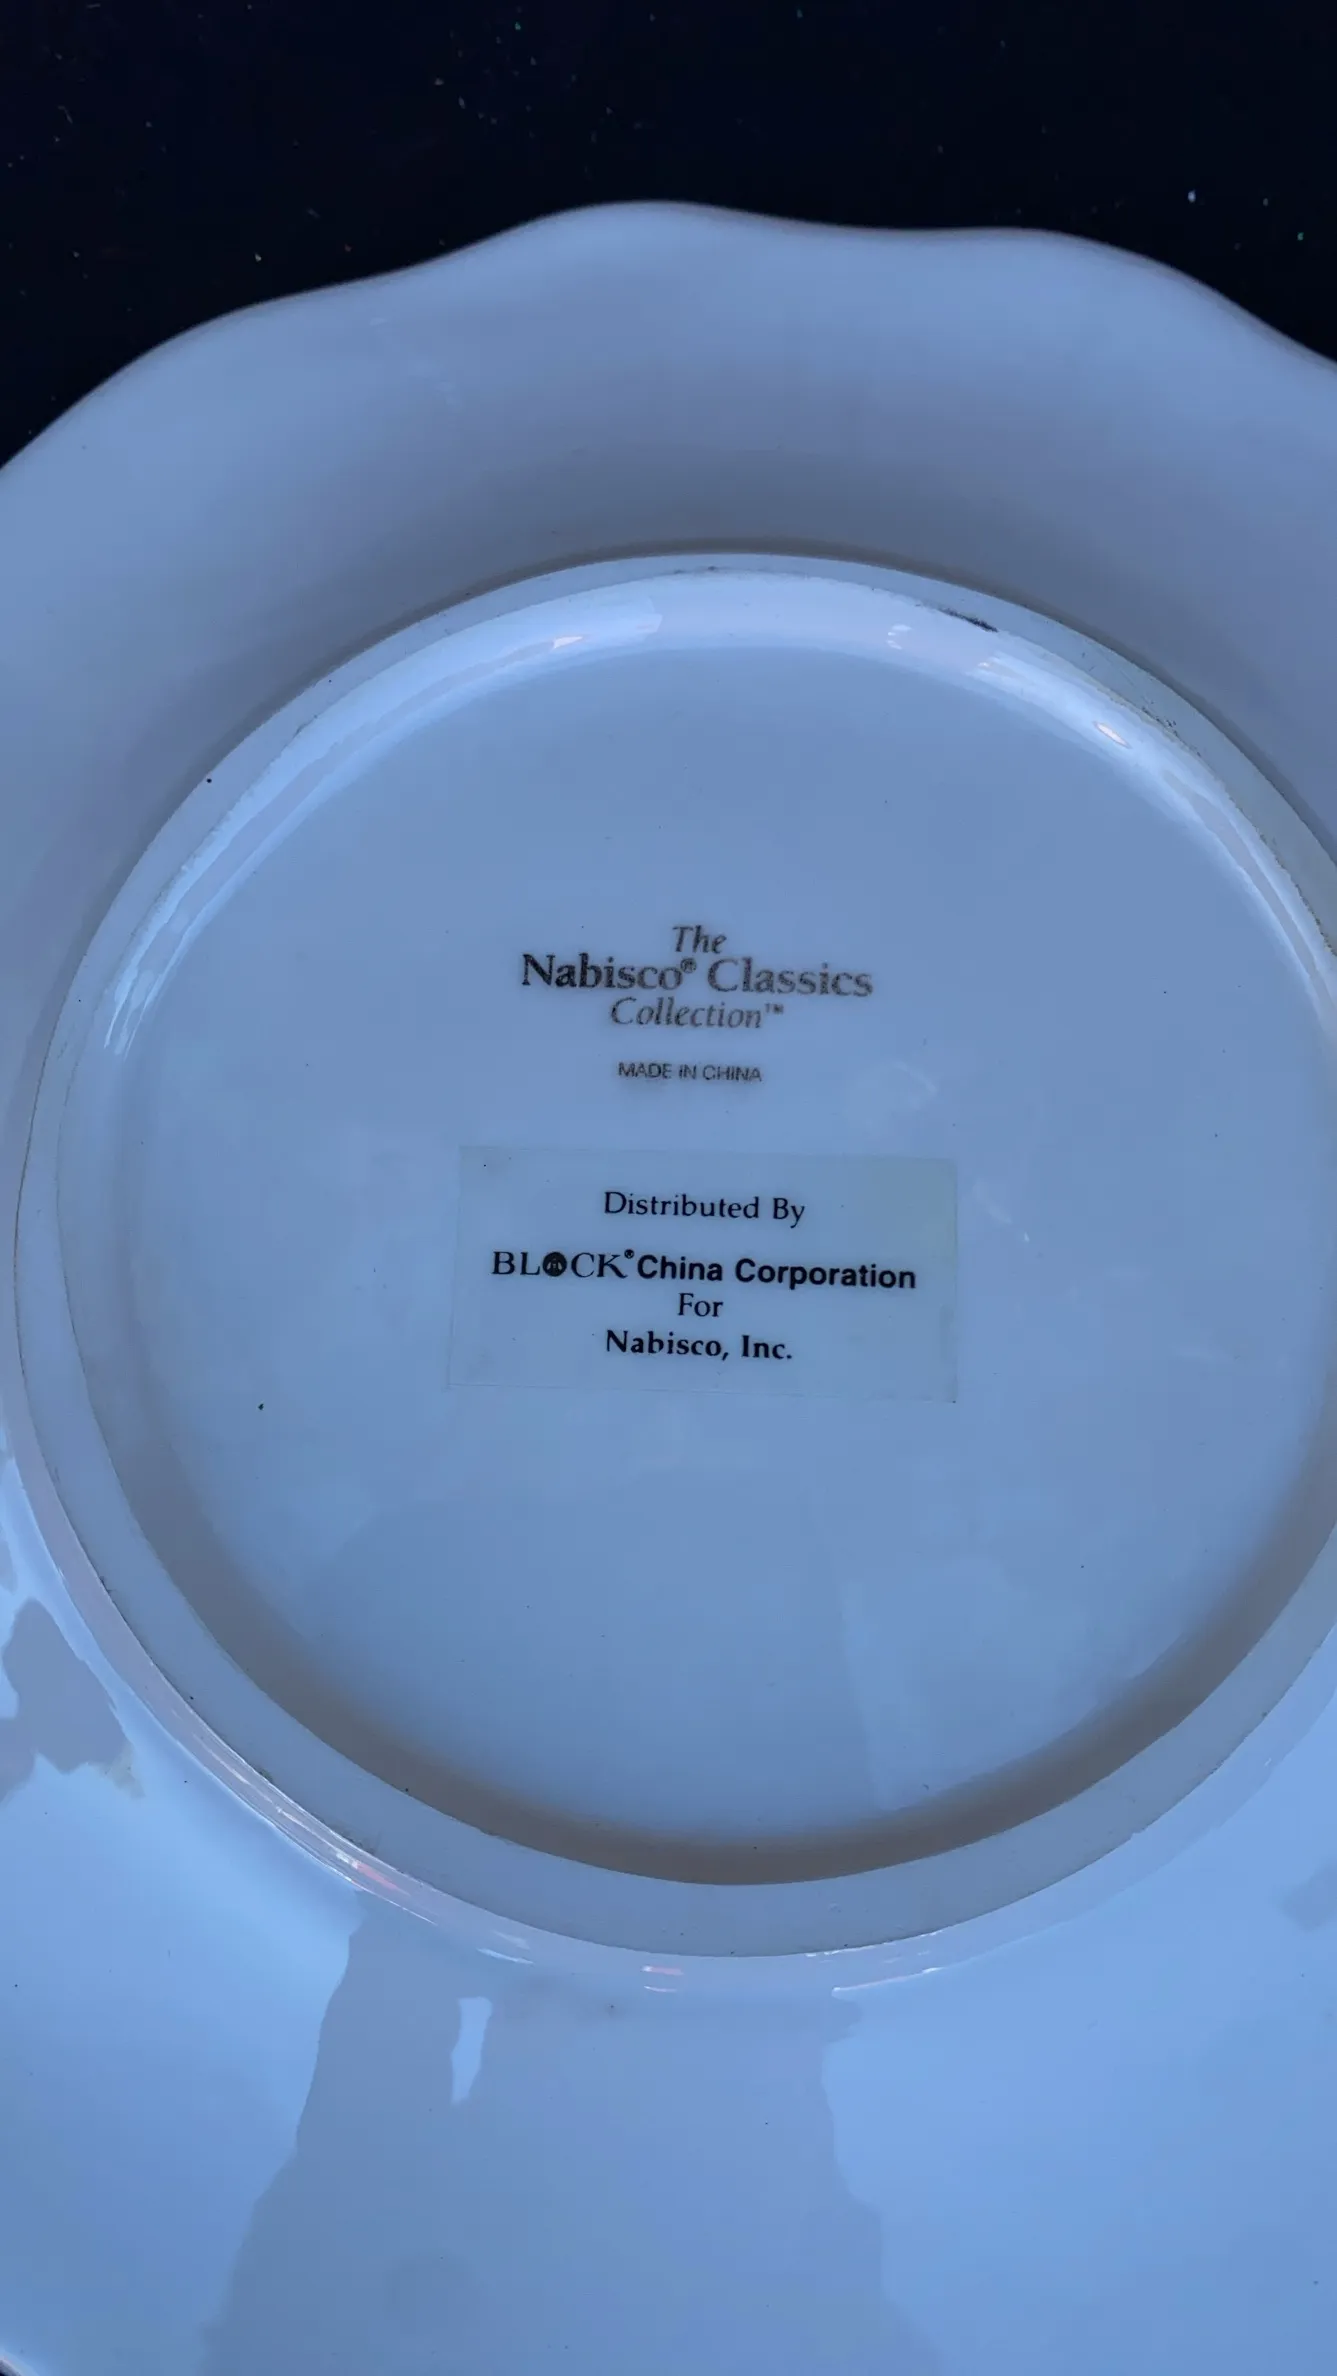 The
Nabisco® Classics
Collection™
MADE IN CHINA
Distributed By
BLOCK® China Corporation
For
Nabisco, Inc.